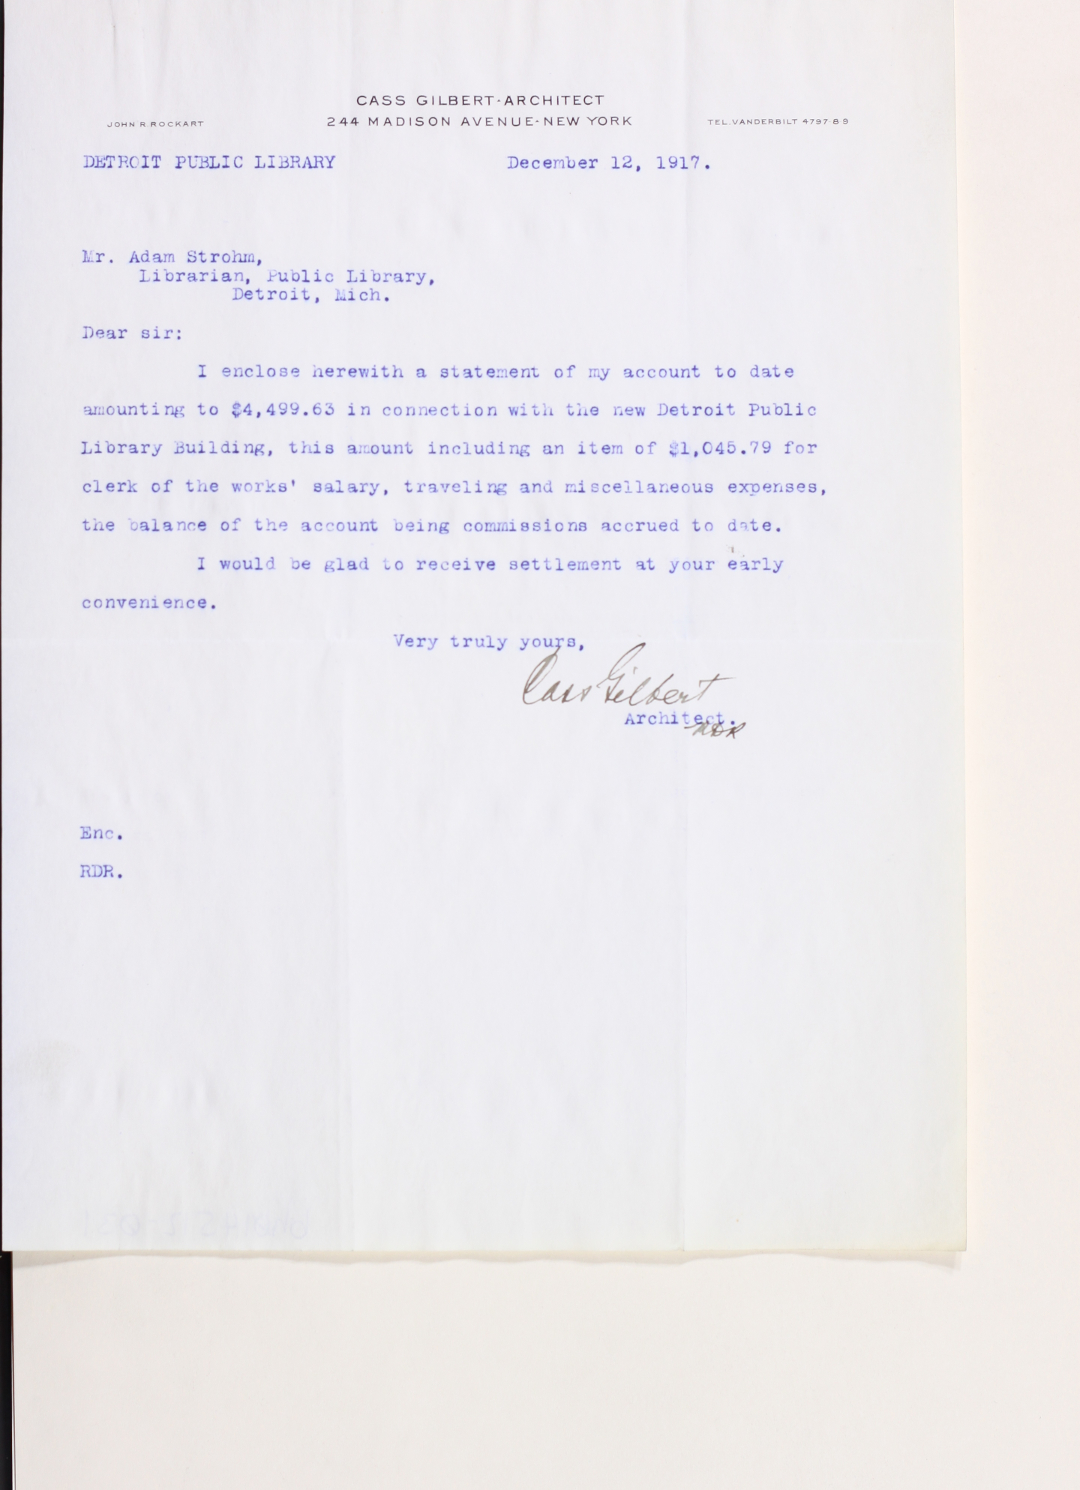 CASS GILBERT·ARCHITECT
JOHN R. ROCKART 244 MADISON AVENUE·NEW YORK TEL. VANDERBILT 4797·89
DETROIT PUBLIC LIBRARY December 12, 1917.
Mr. Adam Strohm,
Librarian, Public Library,
Detroit, Mich.
Dear sir:
I enclose herewith a statement of my account to date
amounting to $4,499.63 in connection with the new Detroit Public
Library Building, this amount including an item of $1,045.79 for
clerk of the works' salary, traveling and miscellaneous expenses,
the balance of the account being commissions accrued to date.
I would be glad to receive settlement at your early
convenience.
Very truly yours,
Cass Gilbert
Architect.
Enc.
RDR.